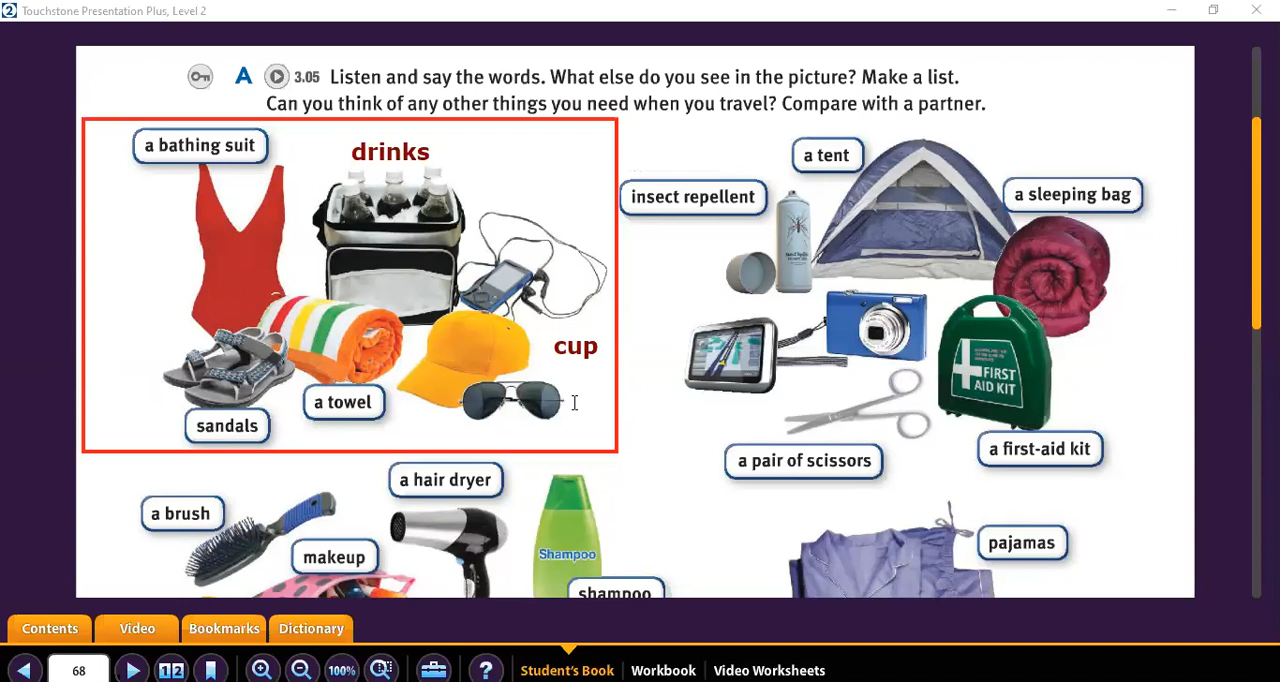 Touchstone Presentation Plus, Level 2
A 3.05 Listen and say the words. What else do you see in the picture? Make a list.
Can you think of any other things you need when you travel? Compare with a partner.
a bathing suit
drinks
cup
a towel
sandals
a tent
insect repellent
a sleeping bag
FIRST
AID KIT
a pair of scissors
a first-aid kit
a brush
a hair dryer
makeup
Shampoo
shampoo
pajamas
Contents Video Bookmarks Dictionary
68 12 100% ? Student's Book Workbook Video Worksheets